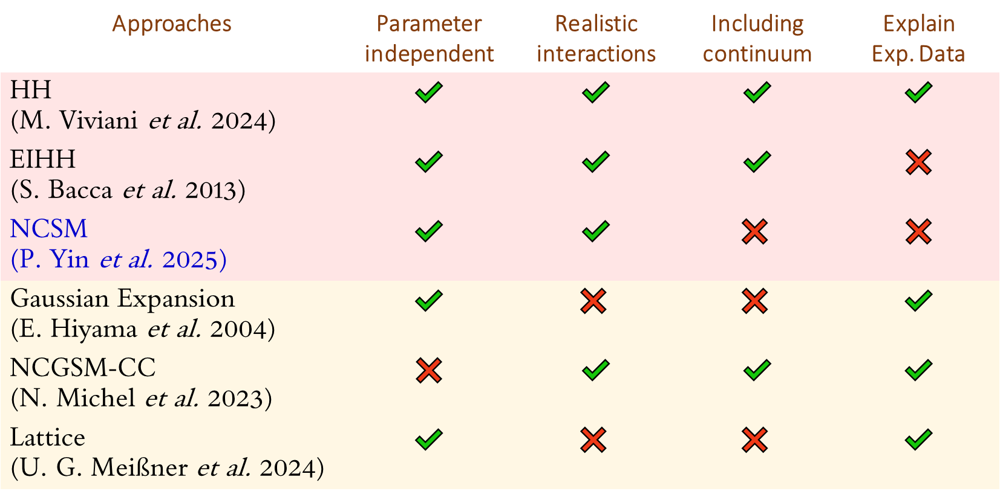 Approaches Parameter independent Realistic interactions Including continuum Explain Exp. Data
HH
(M. Viviani et al. 2024)
✔ ✔ ✔ ✔
EIHH
(S. Bacca et al. 2013)
✔ ✔ ✔ ✘
NCSM
(P. Yin et al. 2025)
✔ ✔ ✘ ✘
Gaussian Expansion
(E. Hiyama et al. 2004)
✔ ✘ ✘ ✔
NCGSM-CC
(N. Michel et al. 2023)
✘ ✔ ✔ ✔
Lattice
(U. G. Meißner et al. 2024)
✔ ✘ ✘ ✔